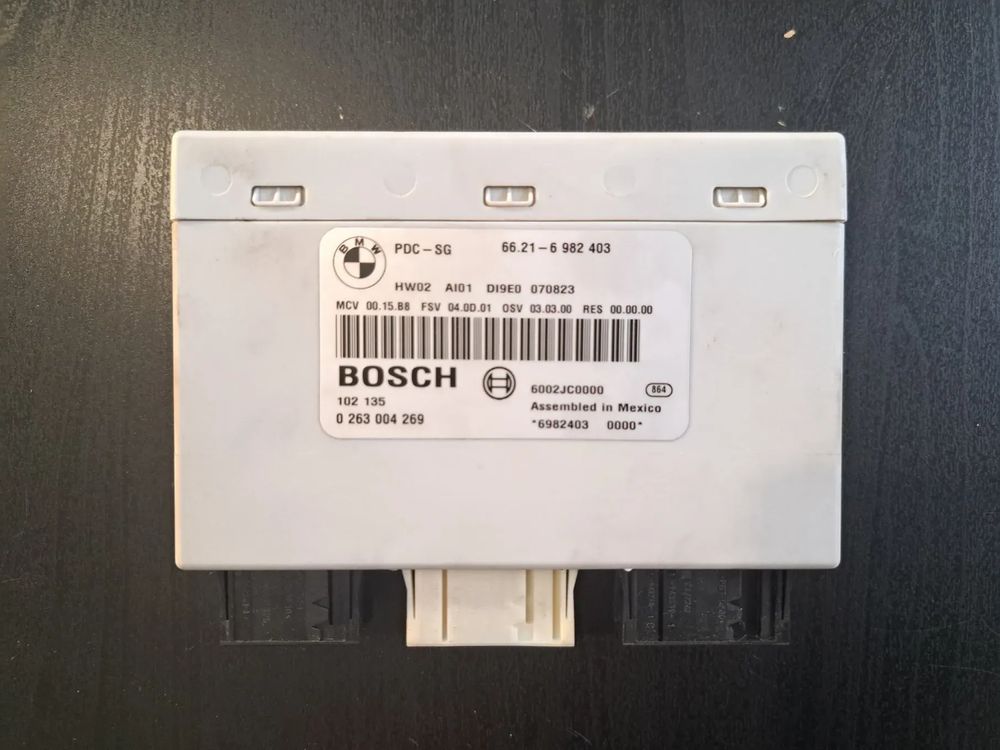 BMW
PDC-SG 66.21-6 982 403
HW02 AI01 DI9E0 070823
MCV 00.15.B8 FSV 04.0D.01 OSV 03.03.00 RES 00.00.00
BOSCH
6002JC0000 864
102 135 Assembled in Mexico
0 263 004 269 *6982403 0000*